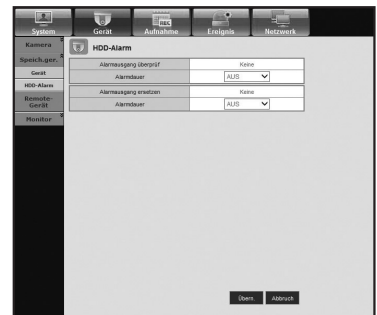 System Gerät Aufnahme Ereignis Netzwerk
REC
Kamera
Speich.ger.
Gerät
HDD-Alarm
Remote-
Gerät
Monitor
HDD-Alarm
Alarmausgang überprüf Keine
Alarmdauer AUS
Alarmausgang ersetzen Keine
Alarmdauer AUS
Übern. Abbruch